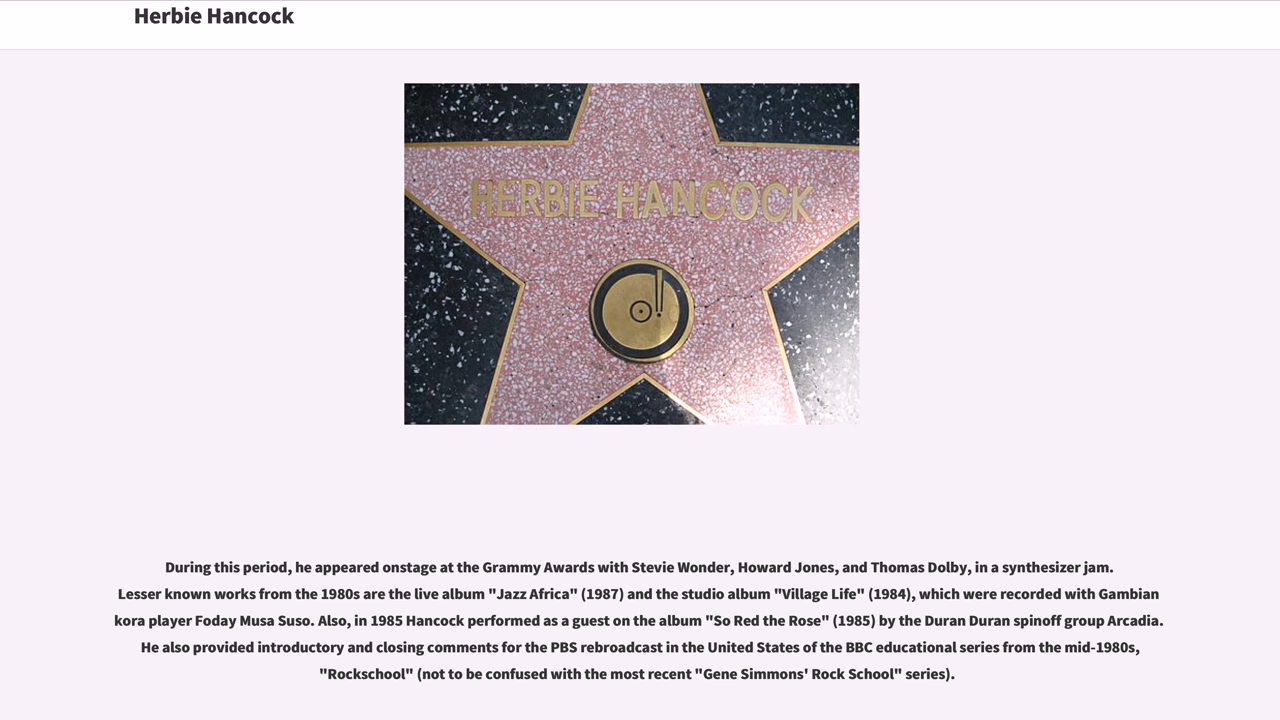 Herbie Hancock
HERBIE HANCOCK
During this period, he appeared onstage at the Grammy Awards with Stevie Wonder, Howard Jones, and Thomas Dolby, in a synthesizer jam.
Lesser known works from the 1980s are the live album "Jazz Africa" (1987) and the studio album "Village Life" (1984), which were recorded with Gambian
kora player Foday Musa Suso. Also, in 1985 Hancock performed as a guest on the album "So Red the Rose" (1985) by the Duran Duran spinoff group Arcadia.
He also provided introductory and closing comments for the PBS rebroadcast in the United States of the BBC educational series from the mid-1980s,
"Rockschool" (not to be confused with the most recent "Gene Simmons' Rock School" series).